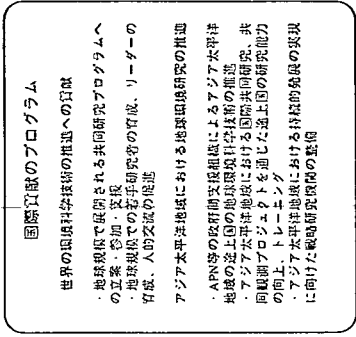 国際貢献のプログラム
世界の環境科学技術の推進への貢献
・地球規模で展開される共同研究プログラムへ
の立案・参加・支援
・地球規模での若手研究者の育成、リーダーの
育成、人的交流の促進
アジア太平洋地域における地球環境研究の推進
・APN等の政府間支援組織によるアジア太平洋
地域の途上国の地球環境科学技術の推進
・アジア太平洋地域における国際共同研究、共
同観測プロジェクトを通じた途上国の研究能力
の向上、トレーニング
・アジア太平洋地域における持続的発展の実現
に向けた戦略研究機関の整備